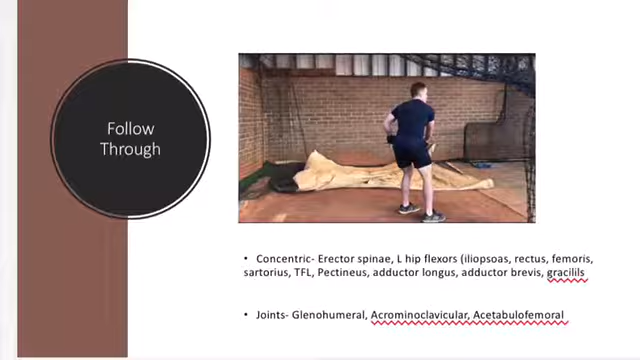 Follow
Through
• Concentric- Erector spinae, L hip flexors (iliopsoas, rectus, femoris,
sartorius, TFL, Pectineus, adductor longus, adductor brevis, gracilils
• Joints- Glenohumeral, Acrominoclavicular, Acetabulofemoral